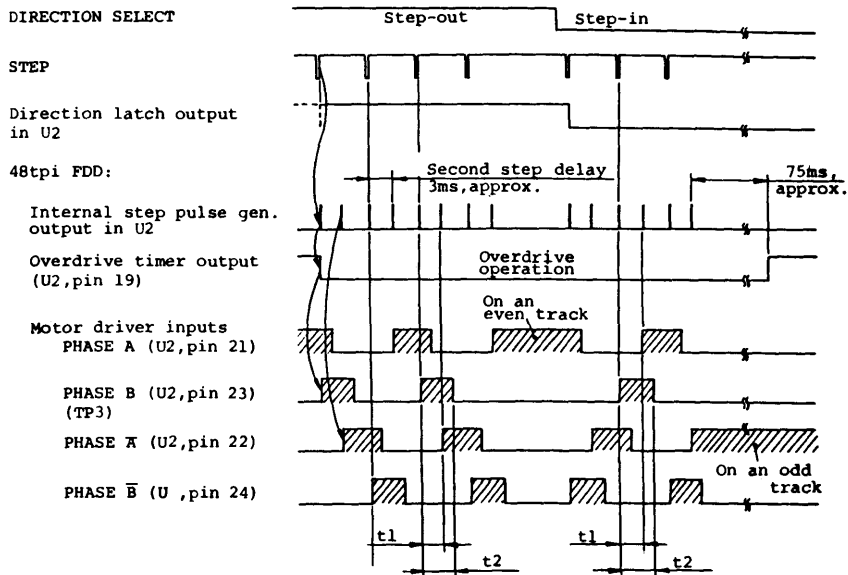 DIRECTION SELECT
Step-out
Step-in
STEP
Direction latch output
in U2
48tpi FDD:
Second step delay
3ms,approx.
75ms,
approx.
Internal step pulse gen.
output in U2
Overdrive timer output
(U2,pin 19)
Overdrive
operation
On an
even track
Motor driver inputs
PHASE A (U2,pin 21)
PHASE B (U2,pin 23)
(TP3)
PHASE A̅ (U2,pin 22)
On an odd
track
PHASE B̅ (U ,pin 24)
t1
t2
t1
t2